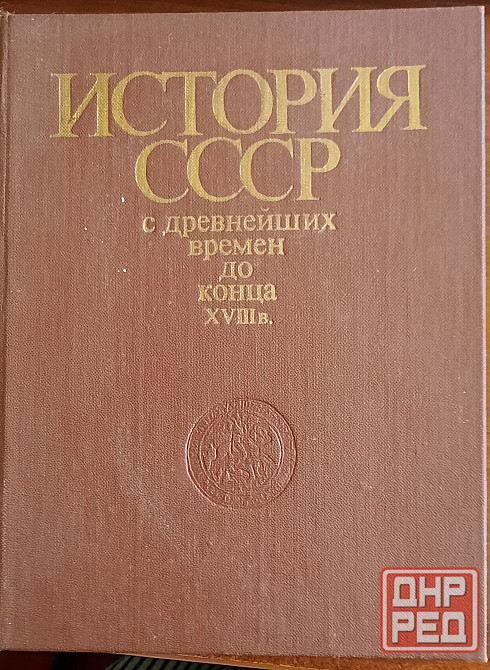 ИСТОРИЯ
СССР
с древнейших
времен
до
конца
XVIII в.
ДНР
РЕД